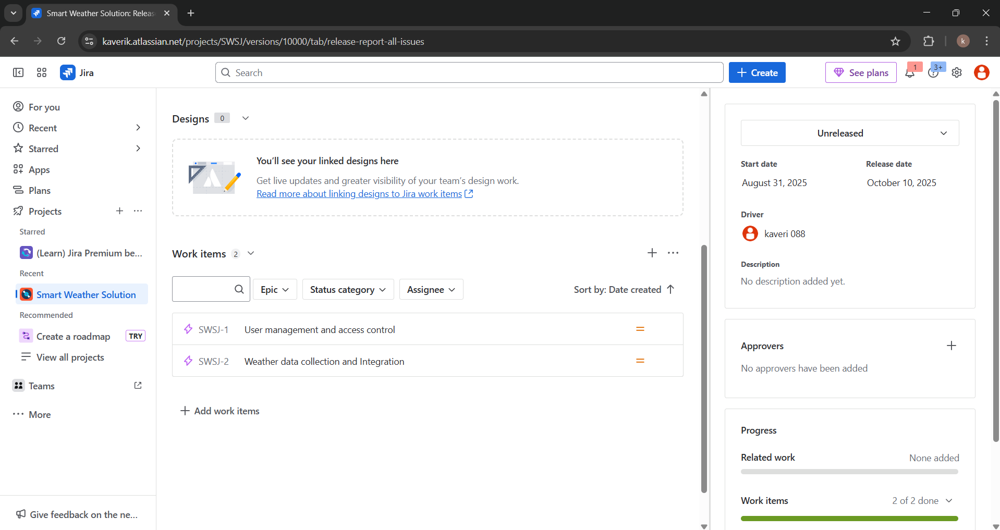 Smart Weather Solution: Releas
kaverik.atlassian.net/projects/SWSJ/versions/10000/tab/release-report-all-issues
k
Jira
Search
Create
See plans
1
3+
For you
Recent
Starred
Apps
Plans
Projects
Starred
(Learn) Jira Premium be...
Recent
Smart Weather Solution
Recommended
Create a roadmap TRY
View all projects
Teams
More
Give feedback on the ne...
Designs 0
You’ll see your linked designs here
Get live updates and greater visibility of your team’s design work.
Read more about linking designs to Jira work items
Work items 2
Epic
Status category
Assignee
Sort by: Date created
SWSJ-1 User management and access control
SWSJ-2 Weather data collection and Integration
Add work items
Unreleased
Start date Release date
August 31, 2025 October 10, 2025
Driver
kaveri 088
Description
No description added yet.
Approvers
No approvers have been added
Progress
Related work None added
Work items 2 of 2 done